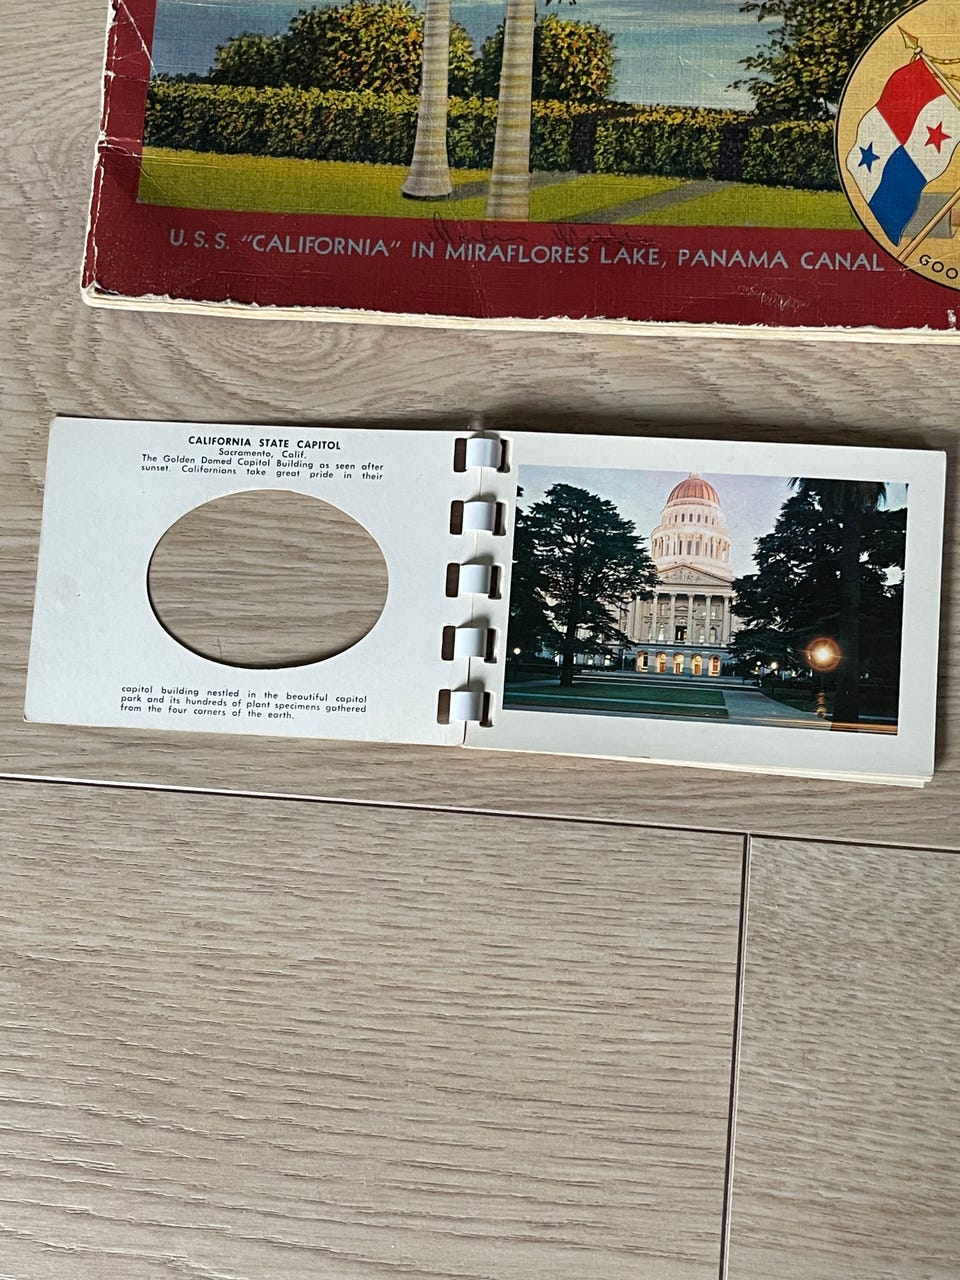 U.S.S. "CALIFORNIA" IN MIRAFLORES LAKE, PANAMA CANAL
GOO
CALIFORNIA STATE CAPITOL
Sacramento, Calif.
The Golden Domed Capitol Building as seen after
sunset. Californians take great pride in their
capitol building nestled in the beautiful capitol
park and its hundreds of plant specimens gathered
from the four corners of the earth.